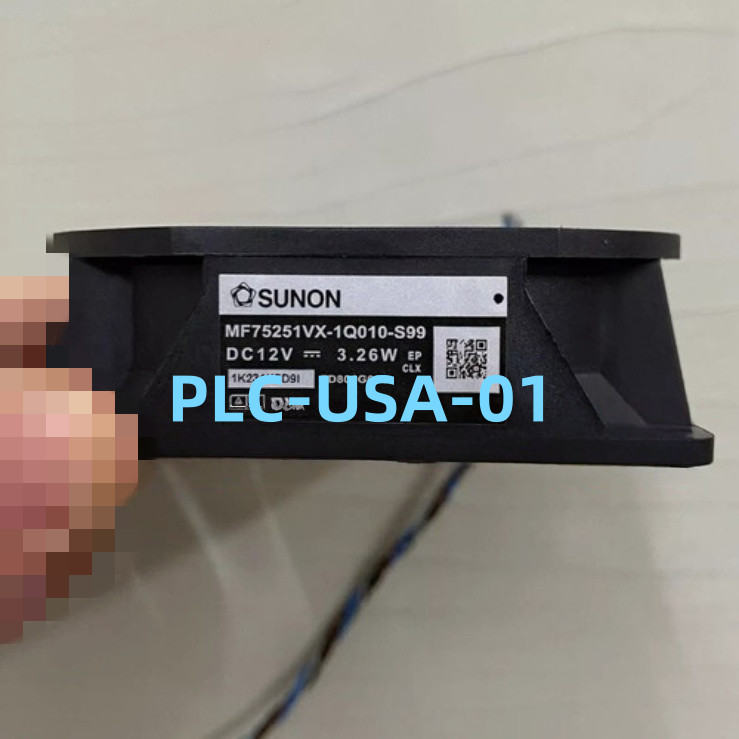 SUNON
MF75251VX-1Q010-S99
DC12V ⎓ 3.26W EP
CLX
PLC-USA-01